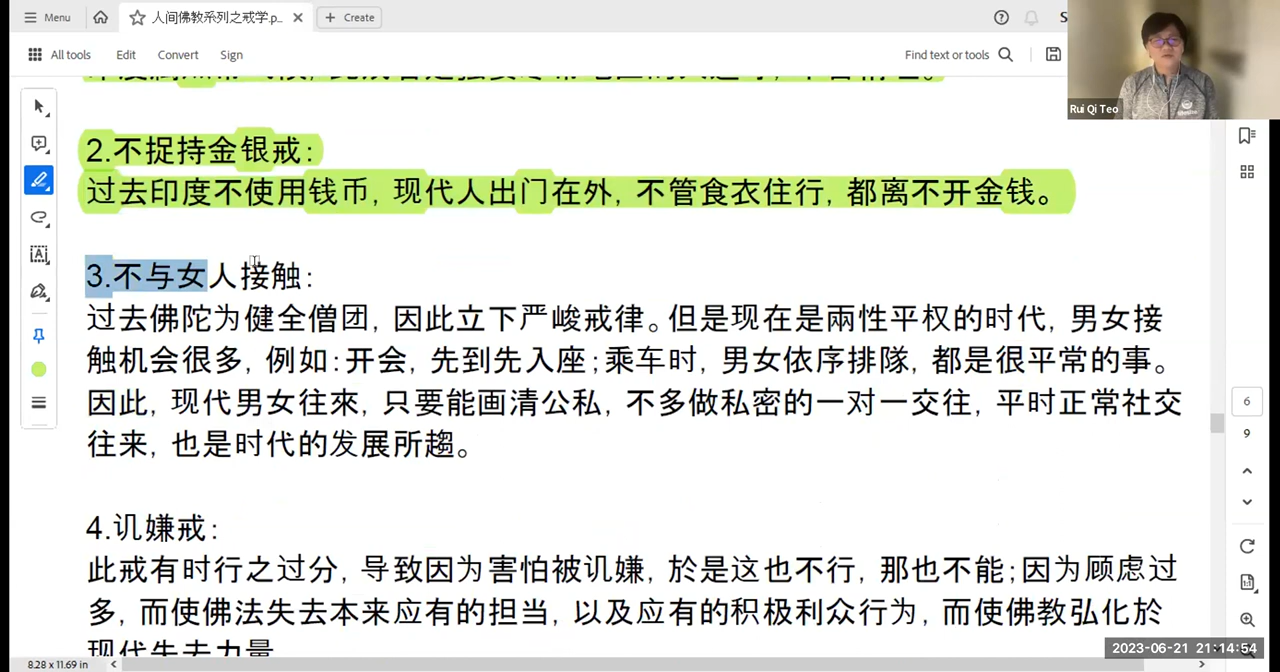 Menu
人间佛教系列之戒学.p...
Create
S
All tools
Edit
Convert
Sign
Find text or tools
Rui Qi Teo
2.不捉持金银戒:
过去印度不使用钱币, 现代人出门在外, 不管食衣住行, 都离不开金钱。
3.不与女人接触:
过去佛陀为健全僧团, 因此立下严峻戒律。但是现在是兩性平权的时代, 男女接
触机会很多, 例如: 开会, 先到先入座; 乘车时, 男女依序排隊, 都是很平常的事。
因此, 现代男女往來, 只要能画清公私, 不多做私密的一对一交往, 平时正常社交
往来, 也是时代的发展所趨。
4.讥嫌戒:
此戒有时行之过分, 导致因为害怕被讥嫌, 於是这也不行, 那也不能; 因为顾虑过
多, 而使佛法失去本来应有的担当, 以及应有的积极利众行为, 而使佛教弘化於
现代失去力量
6
9
8.28 x 11.69 in
2023-06-21 21:14:54